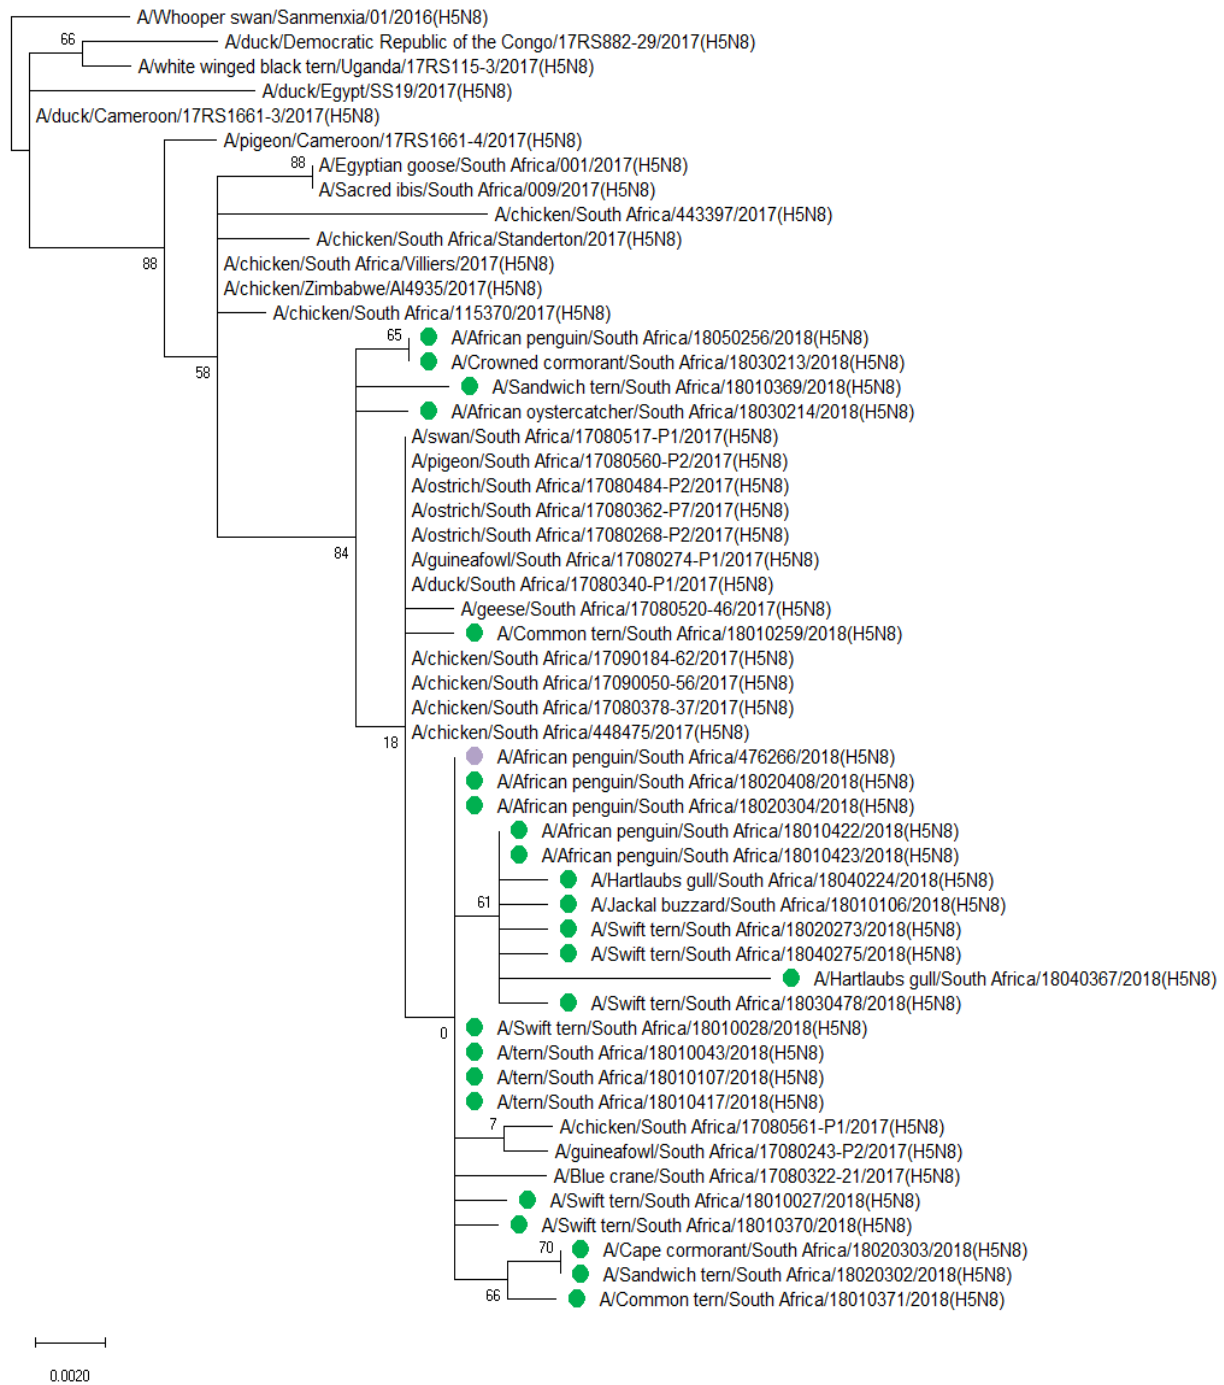 A/Whooper swan/Sanmenxia/01/2016(H5N8)
66
A/duck/Democratic Republic of the Congo/17RS882-29/2017(H5N8)
A/white winged black tern/Uganda/17RS115-3/2017(H5N8)
A/duck/Egypt/SS19/2017(H5N8)
A/duck/Cameroon/17RS1661-3/2017(H5N8)
A/pigeon/Cameroon/17RS1661-4/2017(H5N8)
88
A/Egyptian goose/South Africa/001/2017(H5N8)
A/Sacred ibis/South Africa/009/2017(H5N8)
A/chicken/South Africa/443397/2017(H5N8)
A/chicken/South Africa/Standerton/2017(H5N8)
88
A/chicken/South Africa/Villiers/2017(H5N8)
A/chicken/Zimbabwe/AI4935/2017(H5N8)
A/chicken/South Africa/115370/2017(H5N8)
65
A/African penguin/South Africa/18050256/2018(H5N8)
A/Crowned cormorant/South Africa/18030213/2018(H5N8)
58
A/Sandwich tern/South Africa/18010369/2018(H5N8)
A/African oystercatcher/South Africa/18030214/2018(H5N8)
A/swan/South Africa/17080517-P1/2017(H5N8)
A/pigeon/South Africa/17080560-P2/2017(H5N8)
A/ostrich/South Africa/17080484-P2/2017(H5N8)
A/ostrich/South Africa/17080362-P7/2017(H5N8)
A/ostrich/South Africa/17080268-P2/2017(H5N8)
84
A/guineafowl/South Africa/17080274-P1/2017(H5N8)
A/duck/South Africa/17080340-P1/2017(H5N8)
A/geese/South Africa/17080520-46/2017(H5N8)
A/Common tern/South Africa/18010259/2018(H5N8)
A/chicken/South Africa/17090184-62/2017(H5N8)
A/chicken/South Africa/17090050-56/2017(H5N8)
A/chicken/South Africa/17080378-37/2017(H5N8)
A/chicken/South Africa/448475/2017(H5N8)
18
A/African penguin/South Africa/476266/2018(H5N8)
A/African penguin/South Africa/18020408/2018(H5N8)
A/African penguin/South Africa/18020304/2018(H5N8)
A/African penguin/South Africa/18010422/2018(H5N8)
A/African penguin/South Africa/18010423/2018(H5N8)
A/Hartlaubs gull/South Africa/18040224/2018(H5N8)
61
A/Jackal buzzard/South Africa/18010106/2018(H5N8)
A/Swift tern/South Africa/18020273/2018(H5N8)
A/Swift tern/South Africa/18040275/2018(H5N8)
A/Hartlaubs gull/South Africa/18040367/2018(H5N8)
A/Swift tern/South Africa/18030478/2018(H5N8)
0
A/Swift tern/South Africa/18010028/2018(H5N8)
A/tern/South Africa/18010043/2018(H5N8)
A/tern/South Africa/18010107/2018(H5N8)
A/tern/South Africa/18010417/2018(H5N8)
7
A/chicken/South Africa/17080561-P1/2017(H5N8)
A/guineafowl/South Africa/17080243-P2/2017(H5N8)
A/Blue crane/South Africa/17080322-21/2017(H5N8)
A/Swift tern/South Africa/18010027/2018(H5N8)
A/Swift tern/South Africa/18010370/2018(H5N8)
70
A/Cape cormorant/South Africa/18020303/2018(H5N8)
A/Sandwich tern/South Africa/18020302/2018(H5N8)
66
A/Common tern/South Africa/18010371/2018(H5N8)
0.0020